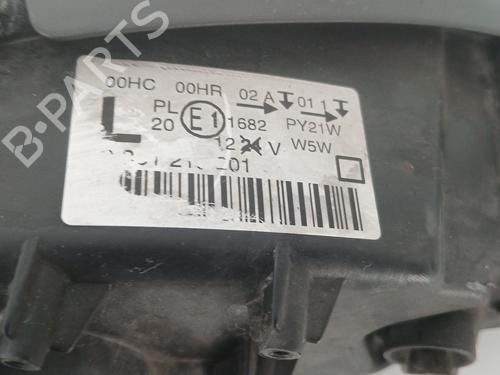 00HC 00HR 02 A 01 1
L PL 20 E1 1682 PY21W
12 24 V W5W
B-PARTS